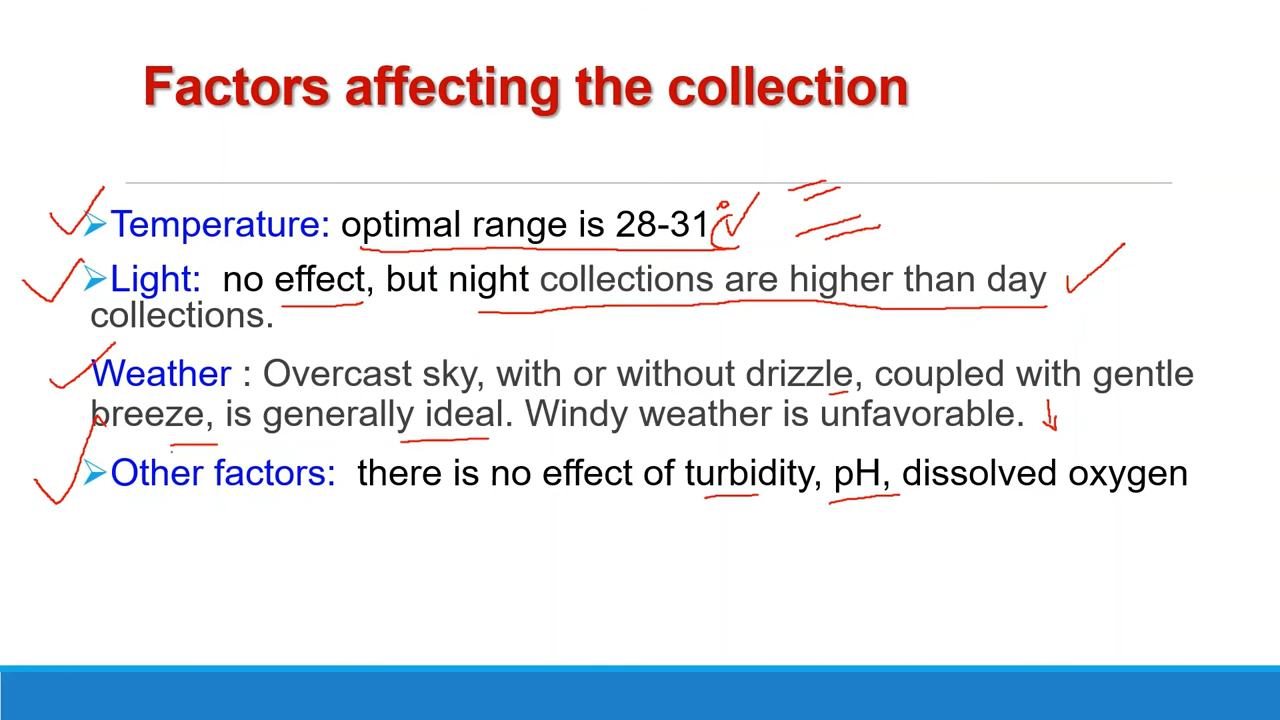 Factors affecting the collection
➢Temperature: optimal range is 28-31°C
➢Light: no effect, but night collections are higher than day
collections.
Weather : Overcast sky, with or without drizzle, coupled with gentle
breeze, is generally ideal. Windy weather is unfavorable.
➢Other factors: there is no effect of turbidity, pH, dissolved oxygen